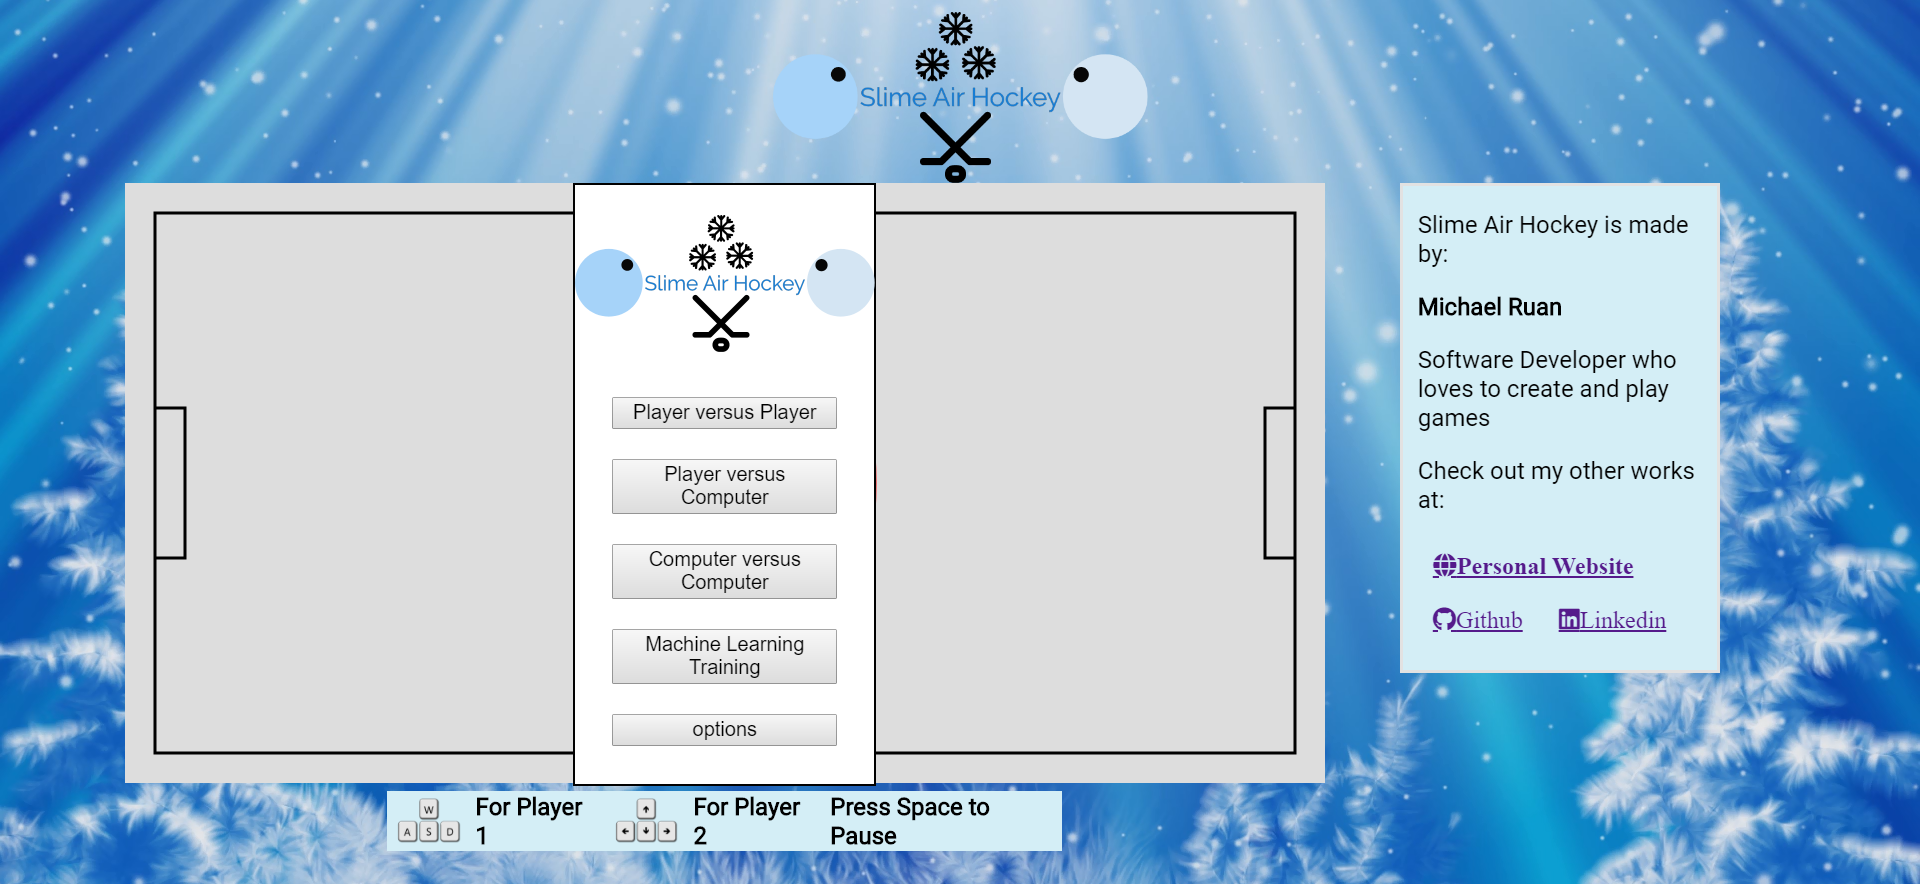 Slime Air Hockey
Slime Air Hockey
Player versus Player
Player versus
Computer
Computer versus
Computer
Machine Learning
Training
options
W
A S D
For Player
1
For Player
2
Press Space to
Pause
Slime Air Hockey is made
by:
Michael Ruan
Software Developer who
loves to create and play
games
Check out my other works
at:
Personal Website
Github
Linkedin